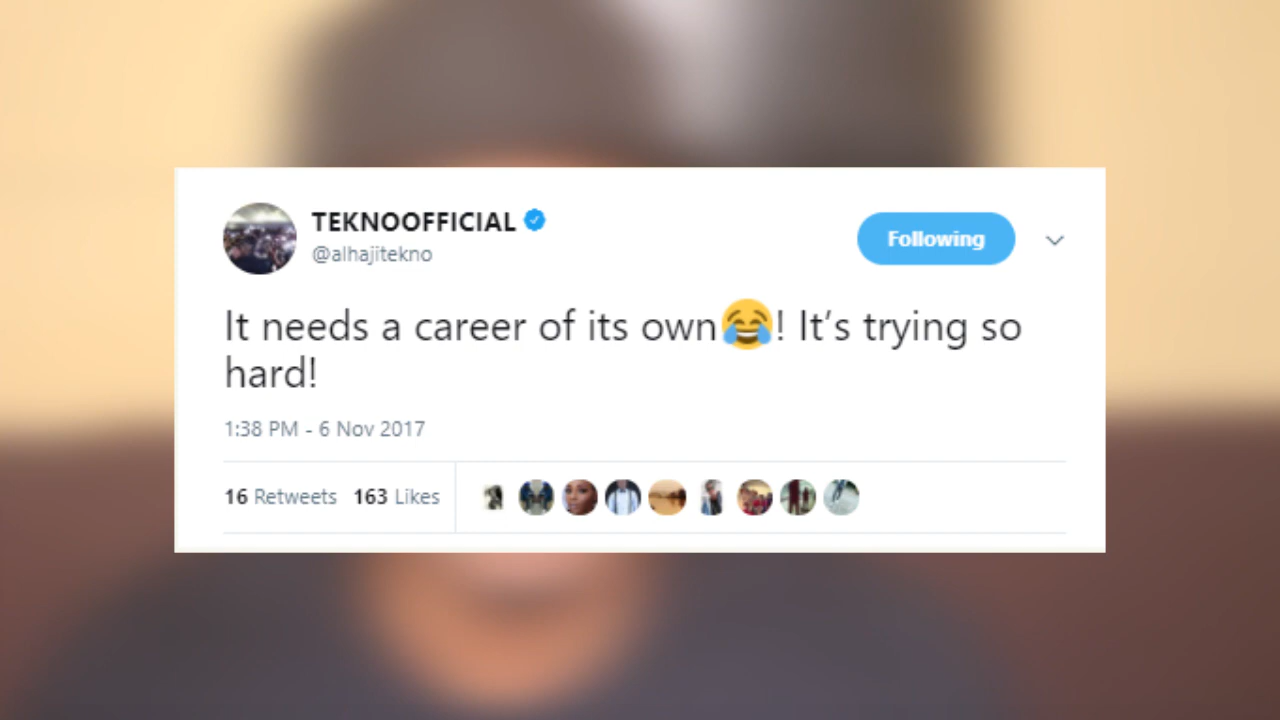 TEKNOOFFICIAL
@alhajitekno
Following
It needs a career of its own😂! It’s trying so
hard!
1:38 PM - 6 Nov 2017
16 Retweets 163 Likes